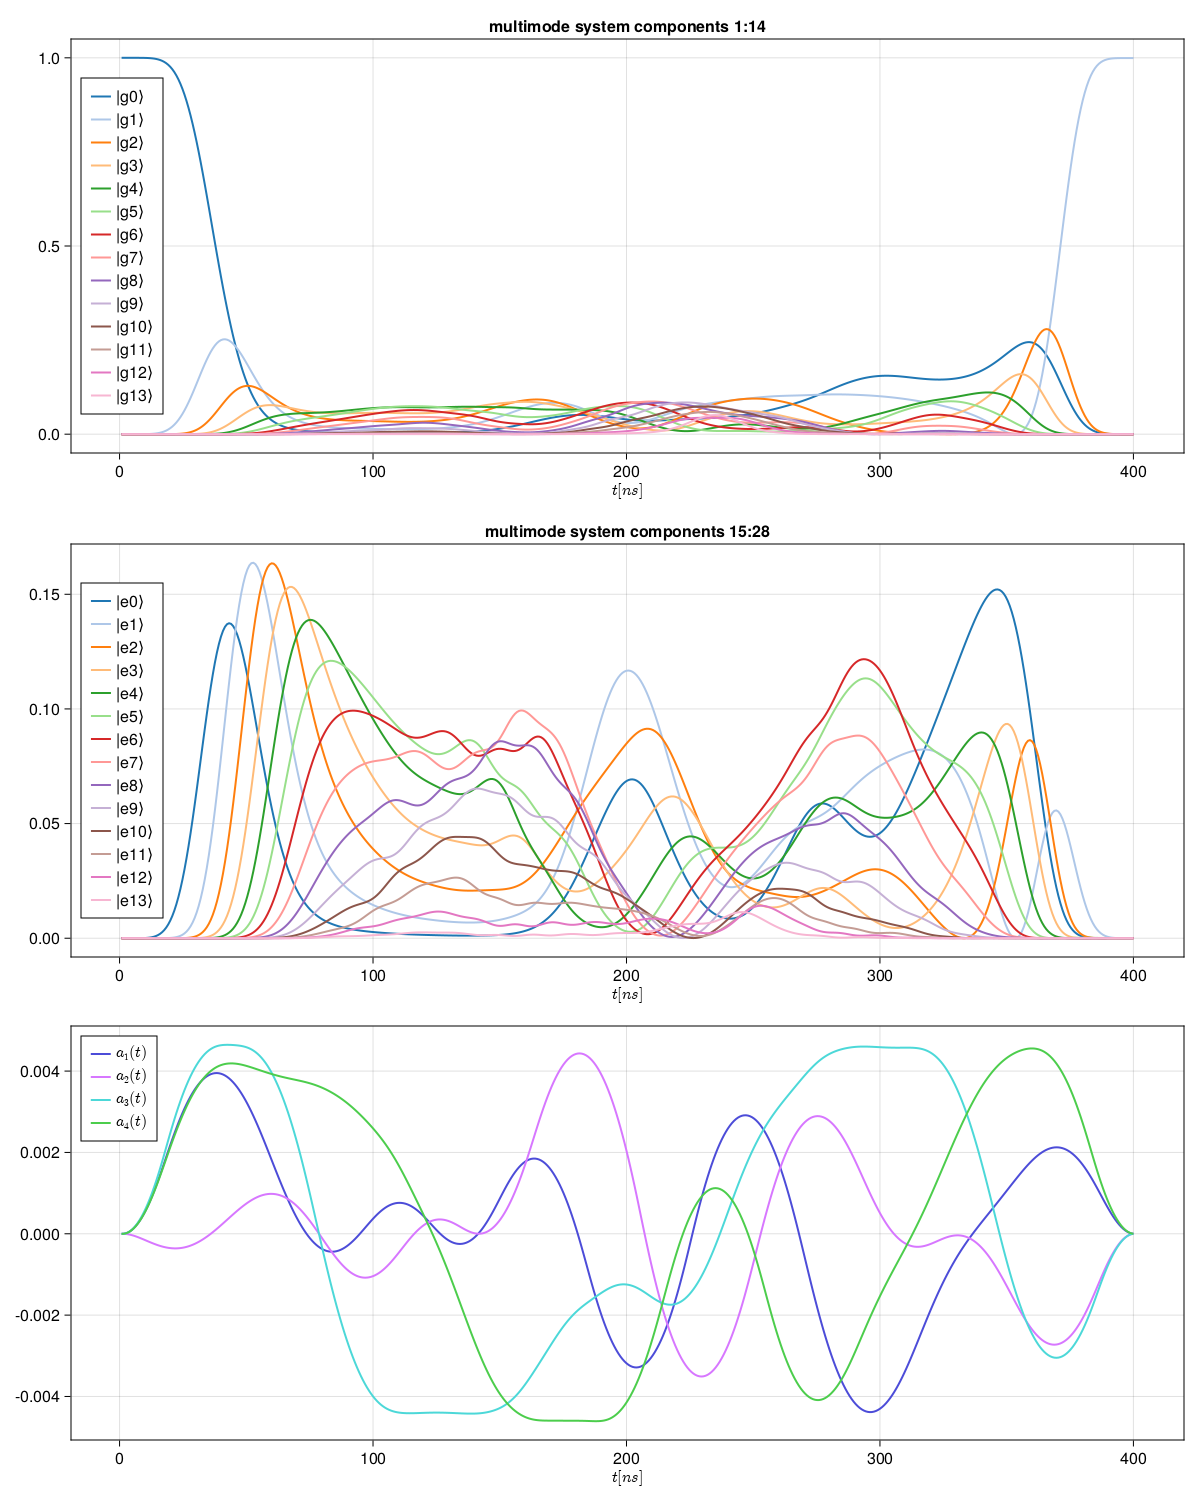 multimode system components 1:14
1.0
0.5
0.0
|g0⟩
|g1⟩
|g2⟩
|g3⟩
|g4⟩
|g5⟩
|g6⟩
|g7⟩
|g8⟩
|g9⟩
|g10⟩
|g11⟩
|g12⟩
|g13⟩
0 100 200 300 400
t[ns]
multimode system components 15:28
0.15
0.10
0.05
0.00
|e0⟩
|e1⟩
|e2⟩
|e3⟩
|e4⟩
|e5⟩
|e6⟩
|e7⟩
|e8⟩
|e9⟩
|e10⟩
|e11⟩
|e12⟩
|e13⟩
0 100 200 300 400
t[ns]
0.004
0.002
0.000
-0.002
-0.004
a₁(t)
a₂(t)
a₃(t)
a₄(t)
0 100 200 300 400
t[ns]